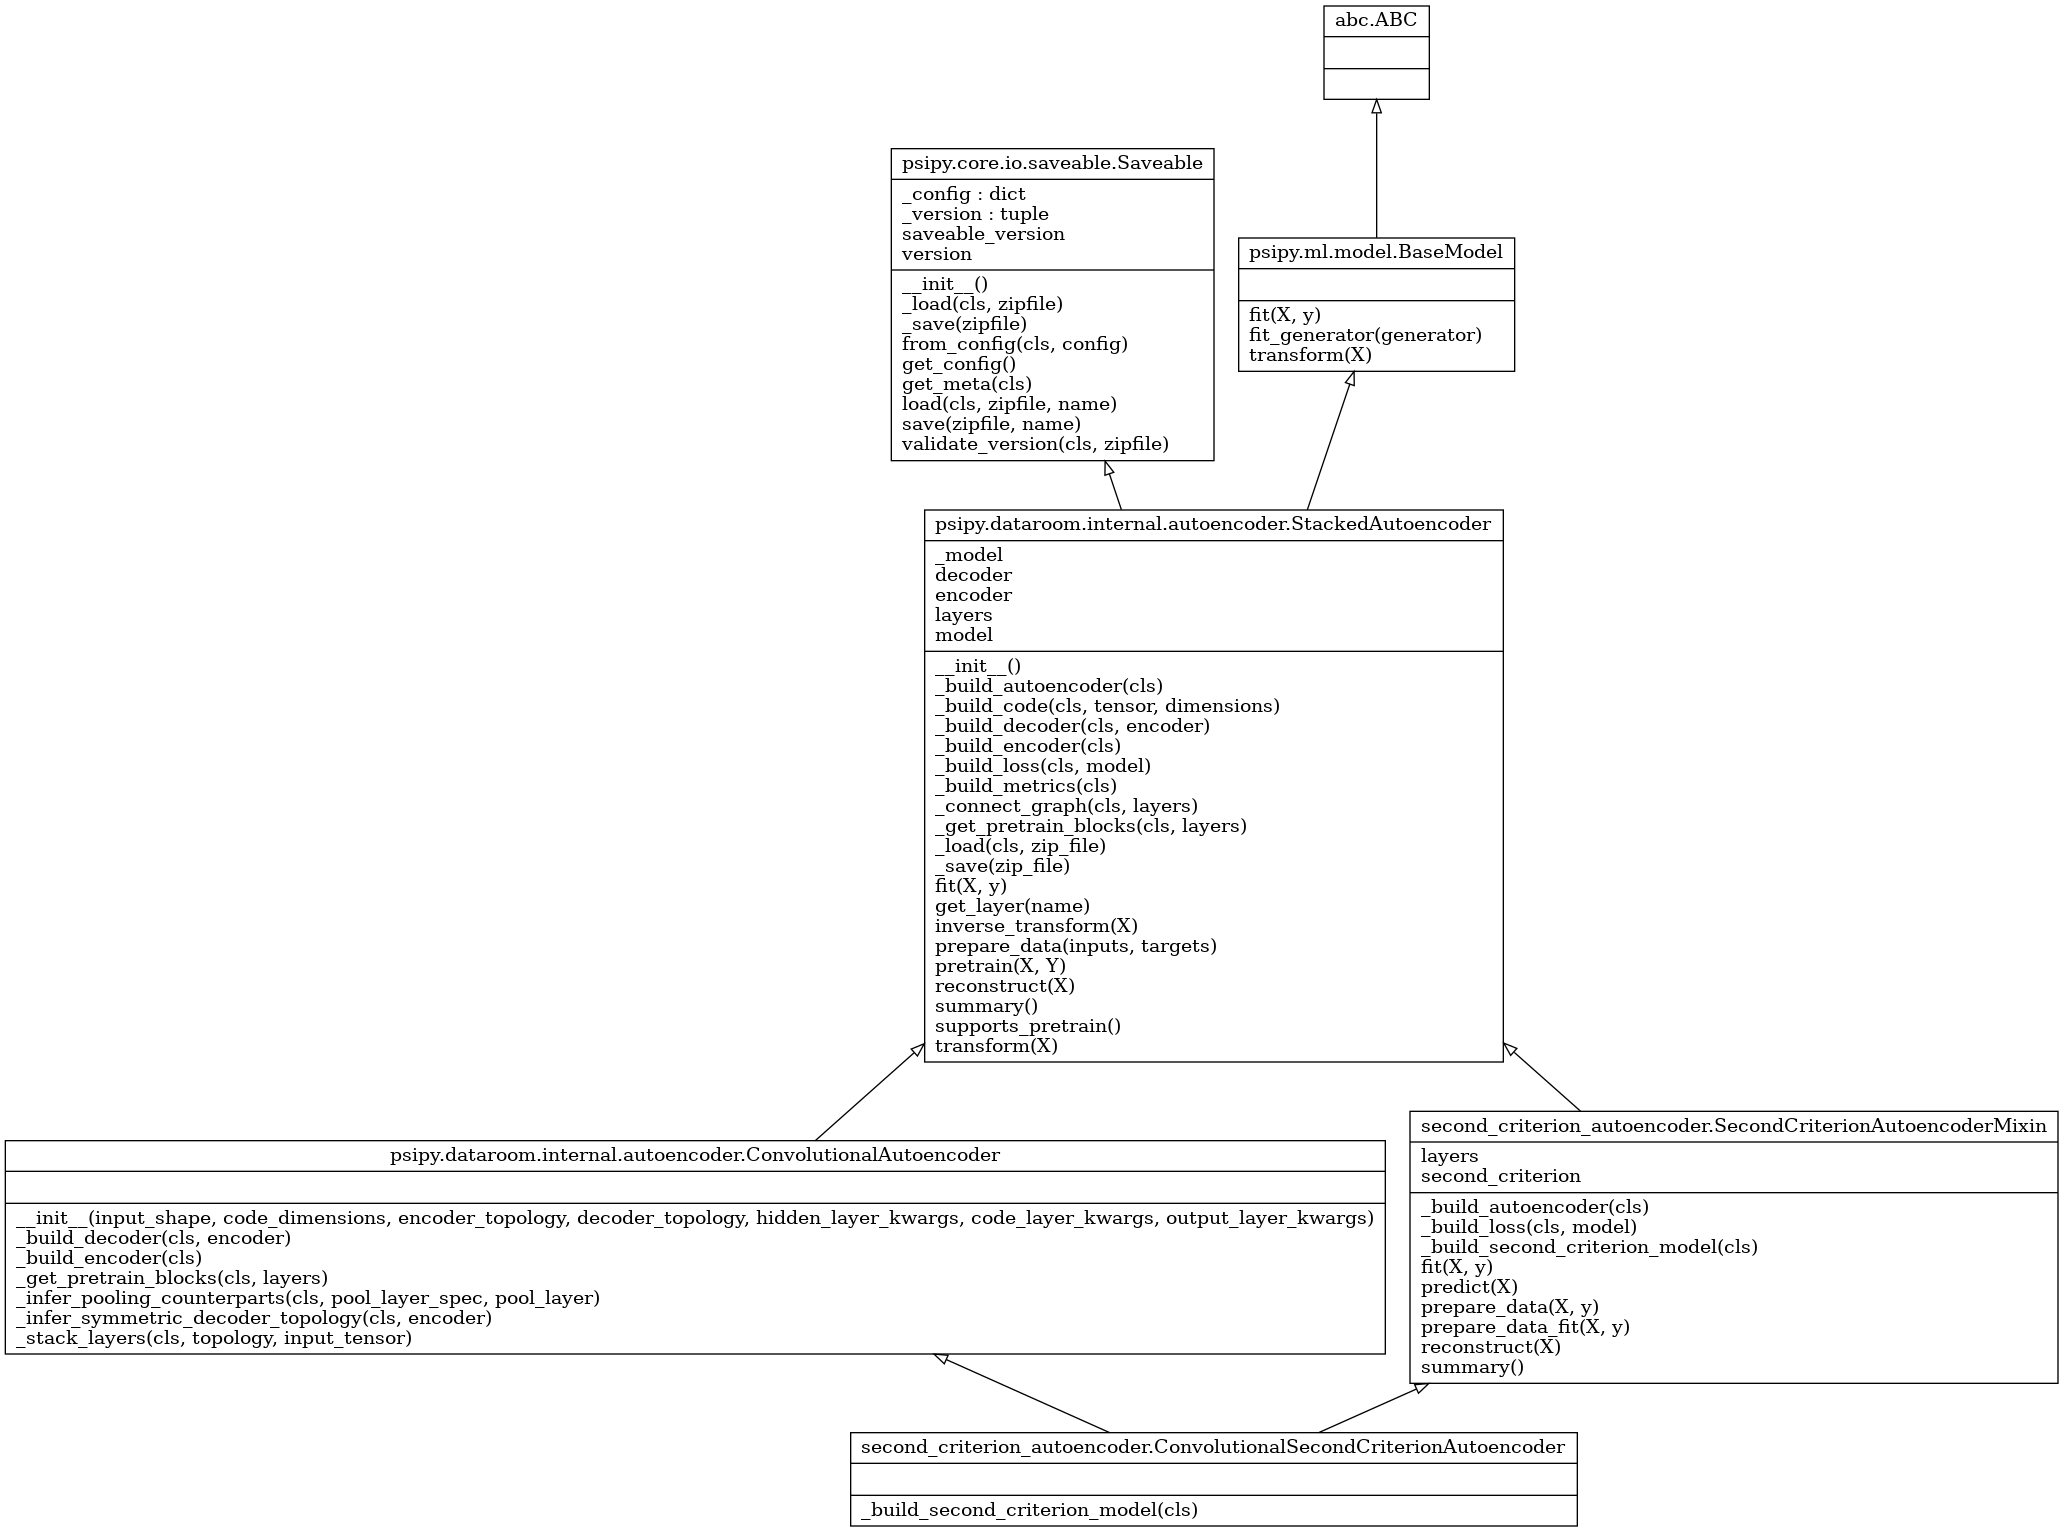 abc.ABC
psipy.core.io.saveable.Saveable
_config : dict
_version : tuple
saveable_version
version
__init__()
_load(cls, zipfile)
_save(zipfile)
from_config(cls, config)
get_config()
get_meta(cls)
load(cls, zipfile, name)
save(zipfile, name)
validate_version(cls, zipfile)
psipy.ml.model.BaseModel
fit(X, y)
fit_generator(generator)
transform(X)
psipy.dataroom.internal.autoencoder.StackedAutoencoder
_model
decoder
encoder
layers
model
__init__()
_build_autoencoder(cls)
_build_code(cls, tensor, dimensions)
_build_decoder(cls, encoder)
_build_encoder(cls)
_build_loss(cls, model)
_build_metrics(cls)
_connect_graph(cls, layers)
_get_pretrain_blocks(cls, layers)
_load(cls, zip_file)
_save(zip_file)
fit(X, y)
get_layer(name)
inverse_transform(X)
prepare_data(inputs, targets)
pretrain(X, Y)
reconstruct(X)
summary()
supports_pretrain()
transform(X)
psipy.dataroom.internal.autoencoder.ConvolutionalAutoencoder
__init__(input_shape, code_dimensions, encoder_topology, decoder_topology, hidden_layer_kwargs, code_layer_kwargs, output_layer_kwargs)
_build_decoder(cls, encoder)
_build_encoder(cls)
_get_pretrain_blocks(cls, layers)
_infer_pooling_counterparts(cls, pool_layer_spec, pool_layer)
_infer_symmetric_decoder_topology(cls, encoder)
_stack_layers(cls, topology, input_tensor)
second_criterion_autoencoder.SecondCriterionAutoencoderMixin
layers
second_criterion
_build_autoencoder(cls)
_build_loss(cls, model)
_build_second_criterion_model(cls)
fit(X, y)
predict(X)
prepare_data(X, y)
prepare_data_fit(X, y)
reconstruct(X)
summary()
second_criterion_autoencoder.ConvolutionalSecondCriterionAutoencoder
_build_second_criterion_model(cls)